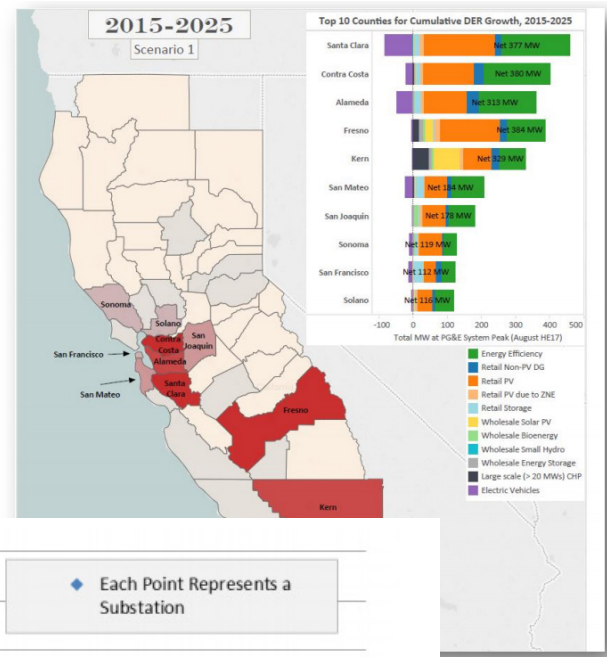 2015-2025
Scenario 1
Top 10 Counties for Cumulative DER Growth, 2015-2025
Santa Clara
Net 377 MW
Contra Costa
Net 380 MW
Alameda
Net 313 MW
Fresno
Net 384 MW
Kern
Net 329 MW
San Mateo
Net 184 MW
San Joaquin
Net 178 MW
Sonoma
Net 119 MW
San Francisco
Net 112 MW
Solano
Net 116 MW
-100 0 100 200 300 400 500
Total MW at PG&E System Peak (August HE17)
Energy Efficiency
Retail Non-PV DG
Retail PV
Retail PV due to ZNE
Retail Storage
Wholesale Solar PV
Wholesale Bioenergy
Wholesale Small Hydro
Wholesale Energy Storage
Large scale (> 20 MWs) CHP
Electric Vehicles
Sonoma
Solano
Contra
Costa
San
Joaquin
San Francisco
Alameda
San Mateo
Santa
Clara
Fresno
Kern
Each Point Represents a
Substation